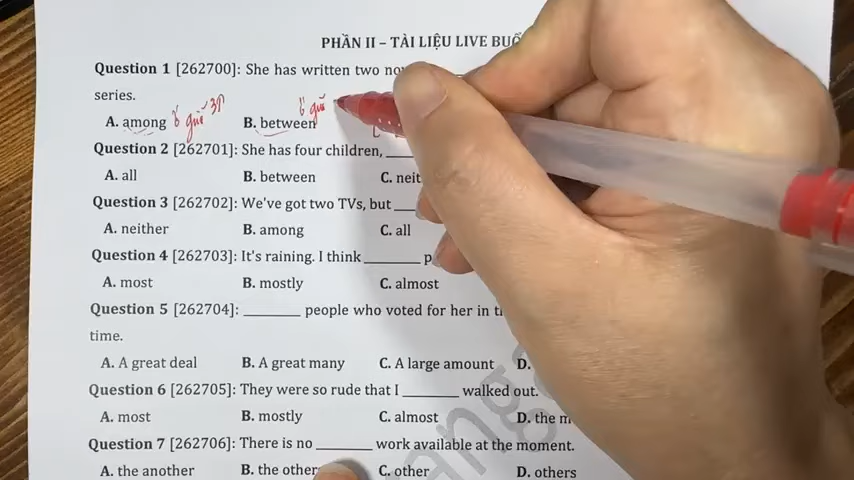 PHẦN II – TÀI LIỆU LIVE BUỔ
Question 1 [262700]: She has written two no
series.
ở giữ 3↑ ở giữ
A. among B. between
Question 2 [262701]: She has four children, ____
A. all B. between C. neit
Question 3 [262702]: We've got two TVs, but ____
A. neither B. among C. all
Question 4 [262703]: It's raining. I think ________ p
A. most B. mostly C. almost
Question 5 [262704]: ________ people who voted for her in t
time.
A. A great deal B. A great many C. A large amount D.
Question 6 [262705]: They were so rude that I ________ walked out.
A. most B. mostly C. almost D. the m
Question 7 [262706]: There is no ________ work available at the moment.
A. the another B. the other C. other D. others